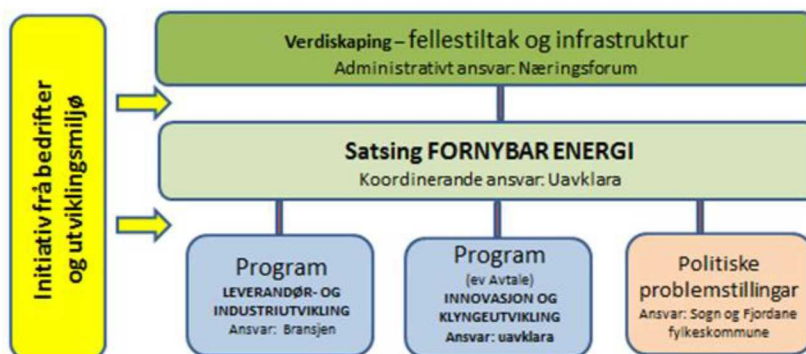 Initiativ frå bedrifter
og utviklingsmiljø
Verdiskaping – fellestiltak og infrastruktur
Administrativt ansvar: Næringsforum
Satsing FORNYBAR ENERGI
Koordinerande ansvar: Uavklara
Program
LEVERANDØR- OG
INDUSTRIUTVIKLING
Ansvar: Bransjen
Program
(ev Avtale)
INNOVASJON OG
KLYNGEUTVIKLING
Ansvar: uavklara
Politiske
problemstillingar
Ansvar: Sogn og Fjordane
fylkeskommune